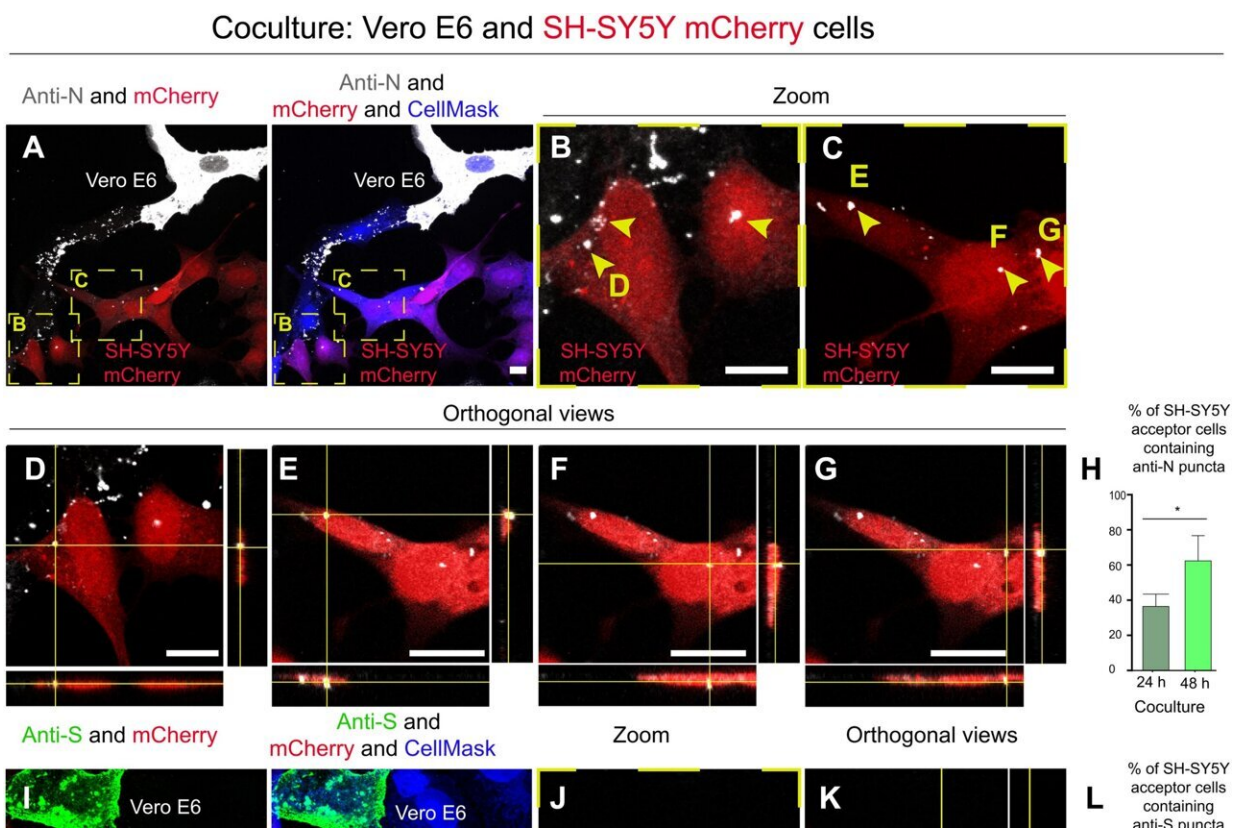 Coculture: Vero E6 and SH-SY5Y mCherry cells
Anti-N and mCherry
Anti-N and
mCherry and CellMask
Zoom
A
Vero E6
C
B
SH-SY5Y
mCherry
Vero E6
C
B
SH-SY5Y
mCherry
B
D
SH-SY5Y
mCherry
C
E
F
G
SH-SY5Y
mCherry
Orthogonal views
D
E
F
G
H
% of SH-SY5Y
acceptor cells
containing
anti-N puncta
100
80
60
40
20
0
*
24 h
48 h
Coculture
Anti-S and mCherry
Anti-S and
mCherry and CellMask
Zoom
Orthogonal views
I
Vero E6
Vero E6
J
K
L
% of SH-SY5Y
acceptor cells
containing
anti-S puncta